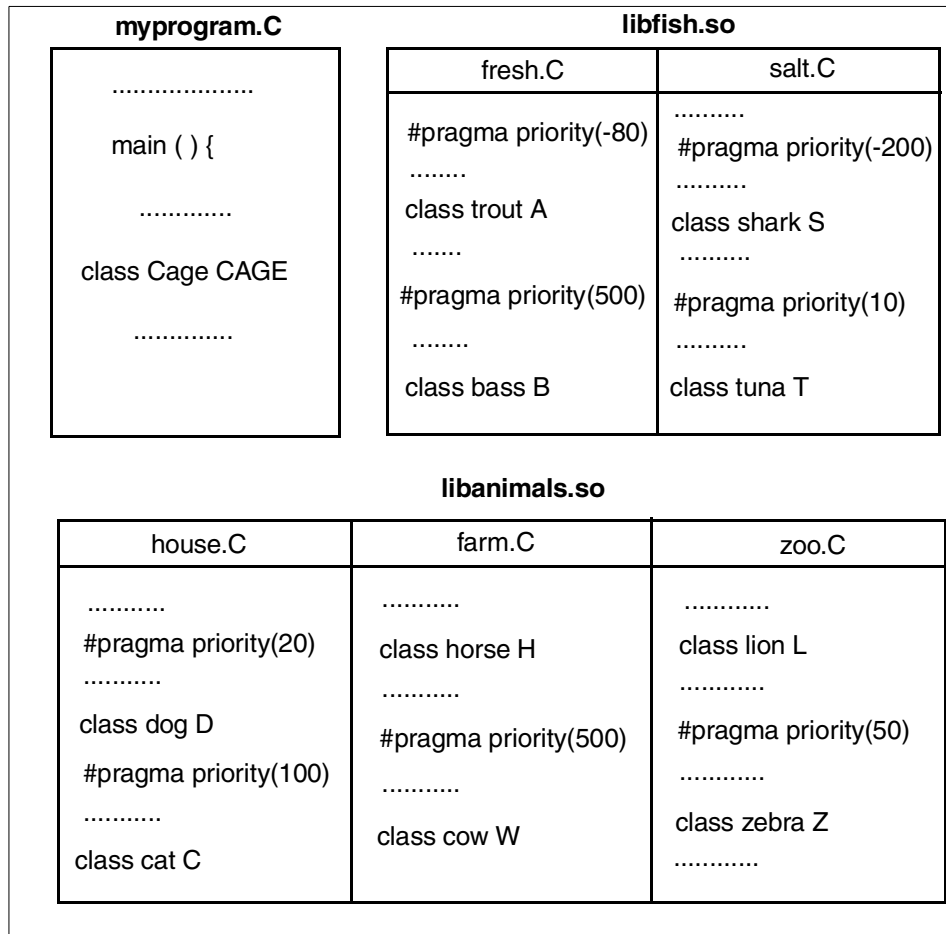 myprogram.C
....................
main ( ) {
.............
class Cage CAGE
..............
libfish.so
fresh.C
#pragma priority(-80)
........
class trout A
.......
#pragma priority(500)
........
class bass B
salt.C
..........
#pragma priority(-200)
..........
class shark S
..........
#pragma priority(10)
..........
class tuna T
libanimals.so
house.C
...........
#pragma priority(20)
...........
class dog D
#pragma priority(100)
...........
class cat C
farm.C
...........
class horse H
...........
#pragma priority(500)
...........
class cow W
zoo.C
............
class lion L
............
#pragma priority(50)
............
class zebra Z
............